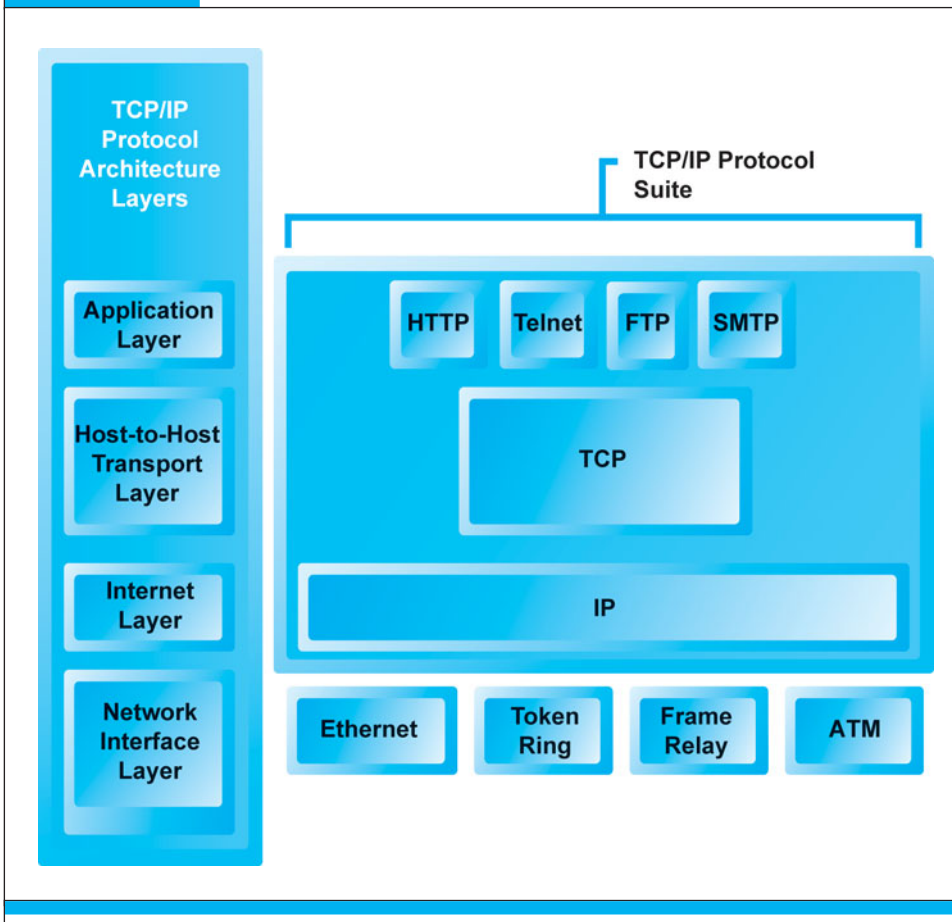 TCP/IP
Protocol
Architecture
Layers
TCP/IP Protocol
Suite
Application
Layer
HTTP
Telnet
FTP
SMTP
Host-to-Host
Transport
Layer
TCP
Internet
Layer
IP
Network
Interface
Layer
Ethernet
Token
Ring
Frame
Relay
ATM